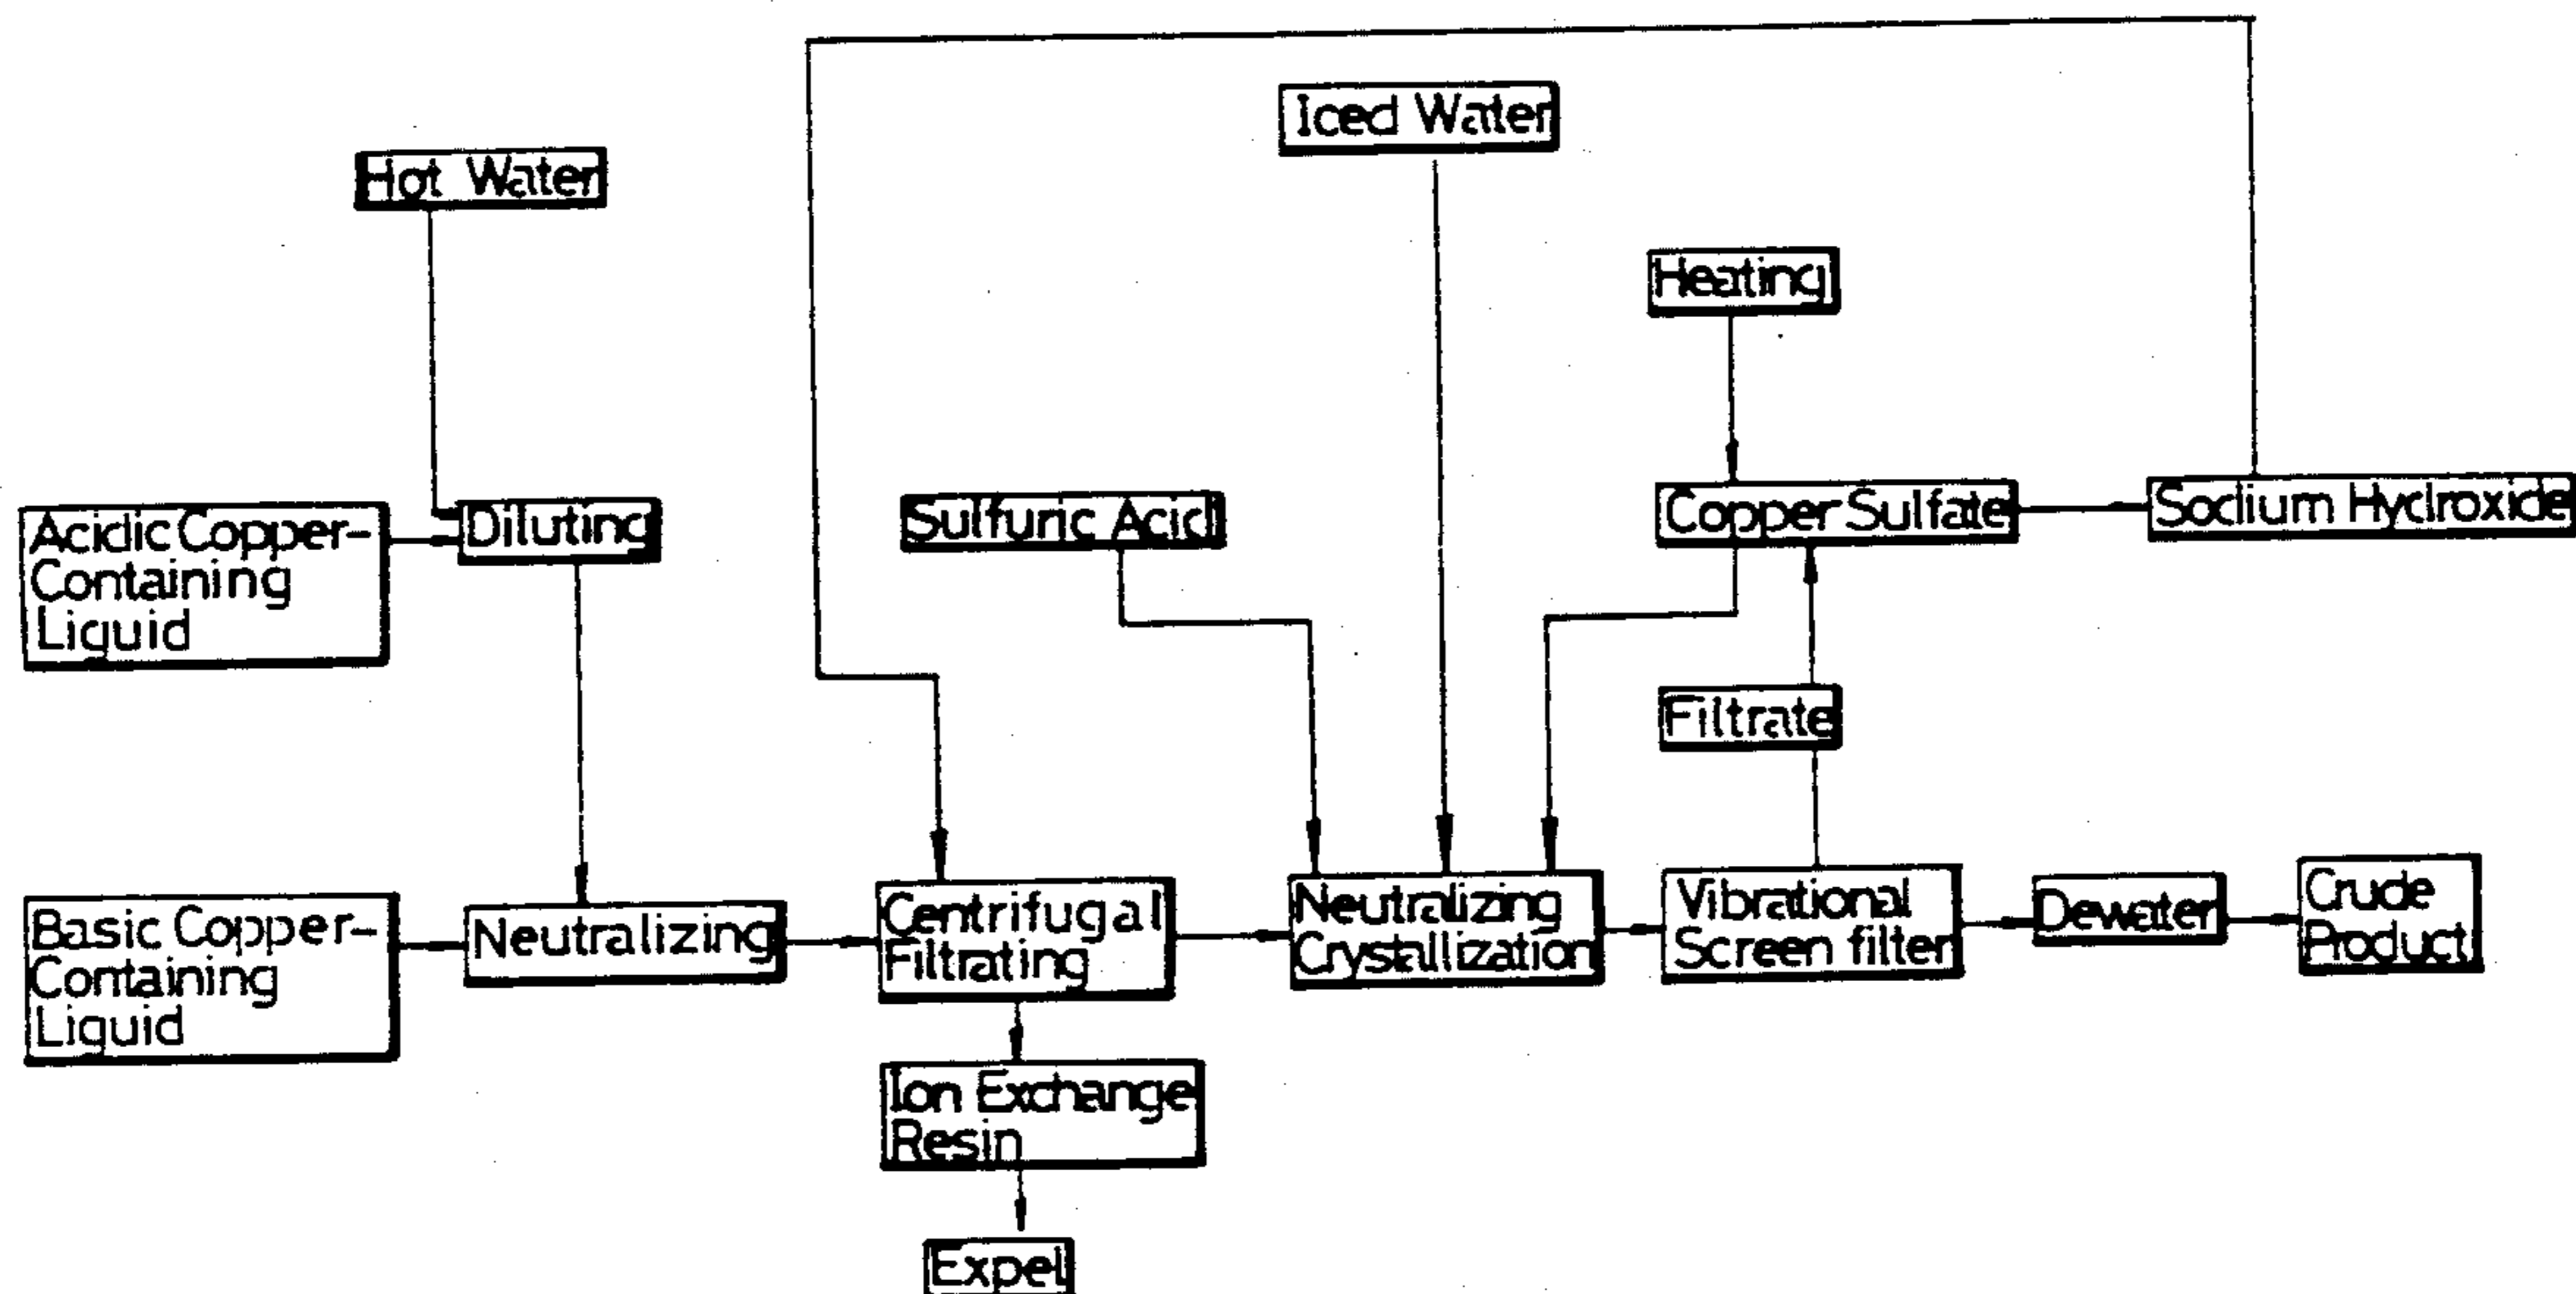 Iced Water
Hot Water
Heating
Acidic Copper-
Containing
Liquid
Diluting
Sulfuric Acid
Copper Sulfate
Sodium Hydroxide
Filtrate
Basic Copper-
Containing
Liquid
Neutralizing
Centrifugal
Filtrating
Neutralizing
Crystallization
Vibrational
Screen filter
Dewater
Crude
Product
Ion Exchange
Resin
Expel